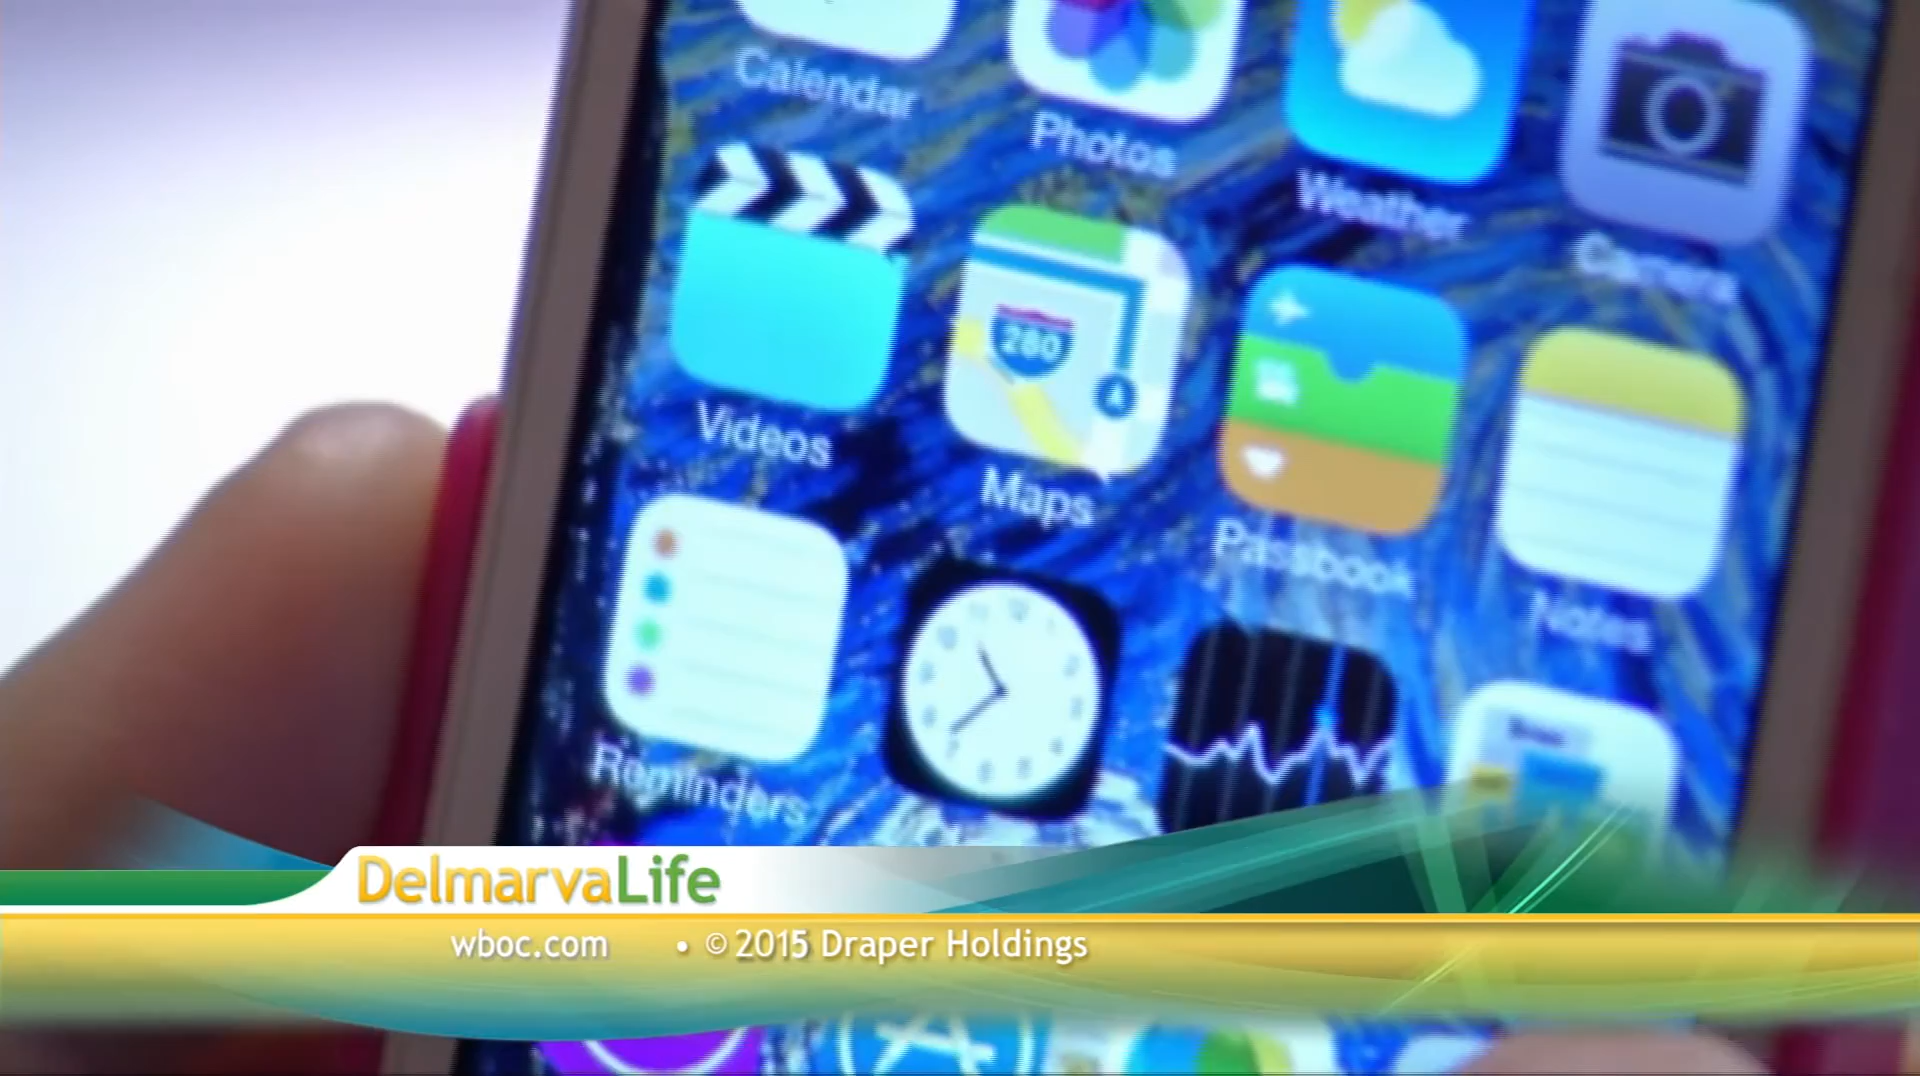 Calendar
Photos
Weather
Camera
Videos
Maps
280
Passbook
Notes
Reminders
DelmarvaLife
wboc.com • © 2015 Draper Holdings